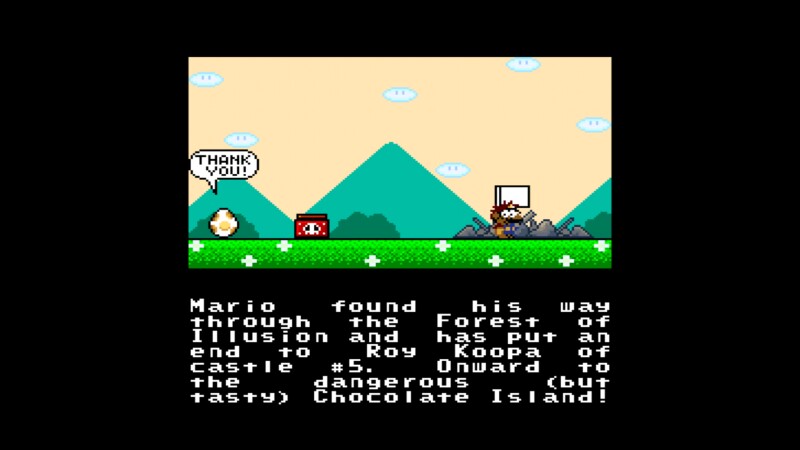 THANK
YOU!
Mario found his way
through the Forest of
Illusion and has put an
end to Roy Koopa of
castle #5. Onward to
the dangerous (but
tasty) Chocolate Island!